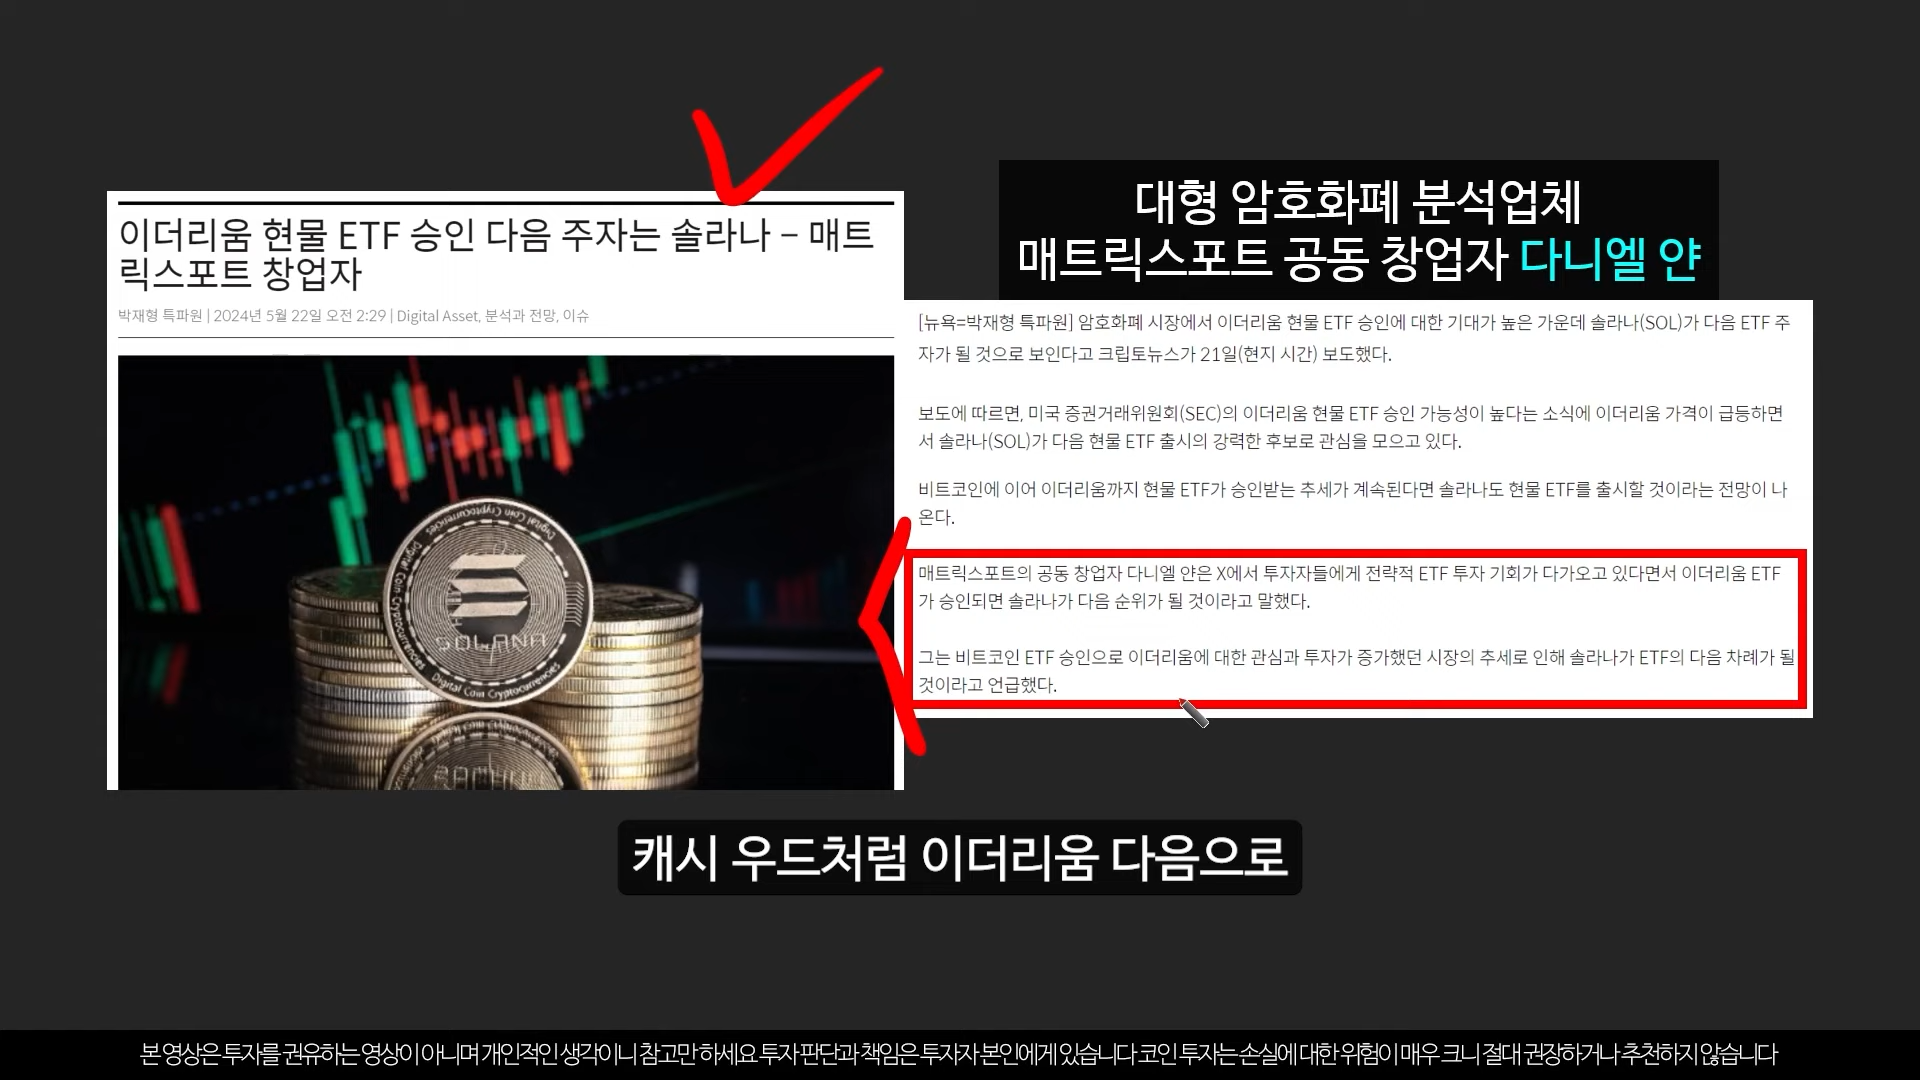 이더리움 현물 ETF 승인 다음 주자는 솔라나 – 매트
릭스포트 창업자
박재형 특파원 | 2024년 5월 22일 오전 2:29 | Digital Asset, 분석과 전망, 이슈
Digital Coin Cryptocurrencies
SOLANA
Digital Coin Cryptocurrencies
대형 암호화폐 분석업체
매트릭스포트 공동 창업자 다니엘 얀
[뉴욕=박재형 특파원] 암호화폐 시장에서 이더리움 현물 ETF 승인에 대한 기대가 높은 가운데 솔라나(SOL)가 다음 ETF 주
자가 될 것으로 보인다고 크립토뉴스가 21일(현지 시간) 보도했다.
보도에 따르면, 미국 증권거래위원회(SEC)의 이더리움 현물 ETF 승인 가능성이 높다는 소식에 이더리움 가격이 급등하면
서 솔라나(SOL)가 다음 현물 ETF 출시의 강력한 후보로 관심을 모으고 있다.
비트코인에 이어 이더리움까지 현물 ETF가 승인받는 추세가 계속된다면 솔라나도 현물 ETF를 출시할 것이라는 전망이 나
온다.
매트릭스포트의 공동 창업자 다니엘 얀은 X에서 투자자들에게 전략적 ETF 투자 기회가 다가오고 있다면서 이더리움 ETF
가 승인되면 솔라나가 다음 순위가 될 것이라고 말했다.
그는 비트코인 ETF 승인으로 이더리움에 대한 관심과 투자가 증가했던 시장의 추세로 인해 솔라나가 ETF의 다음 차례가 될
것이라고 언급했다.
캐시 우드처럼 이더리움 다음으로
본 영상은 투자를 권유하는 영상이 아니며 개인적인 생각이니 참고만 하세요 투자 판단과 책임은 투자자 본인에게 있습니다 코인 투자는 손실에 대한 위험이 매우 크니 절대 권장하거나 추천하지 않습니다